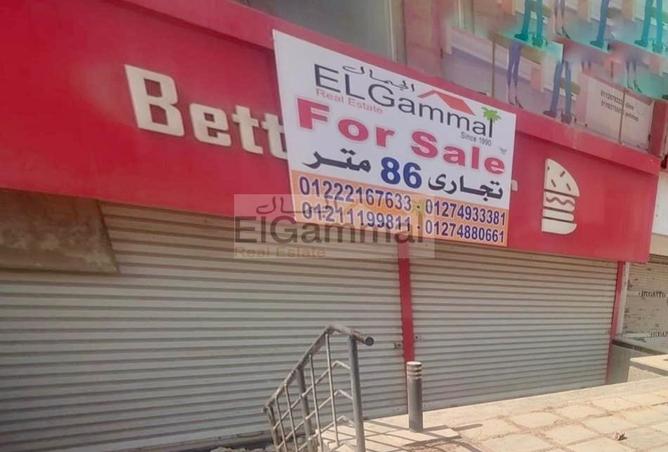 Bett
الجمال
ELGammal
Real Estate
Since 1990
For Sale
تجارى 86 متر
01222167633 - 01274933381
01211199811 - 01274880661
الجمال
ElGammal
Real Estate